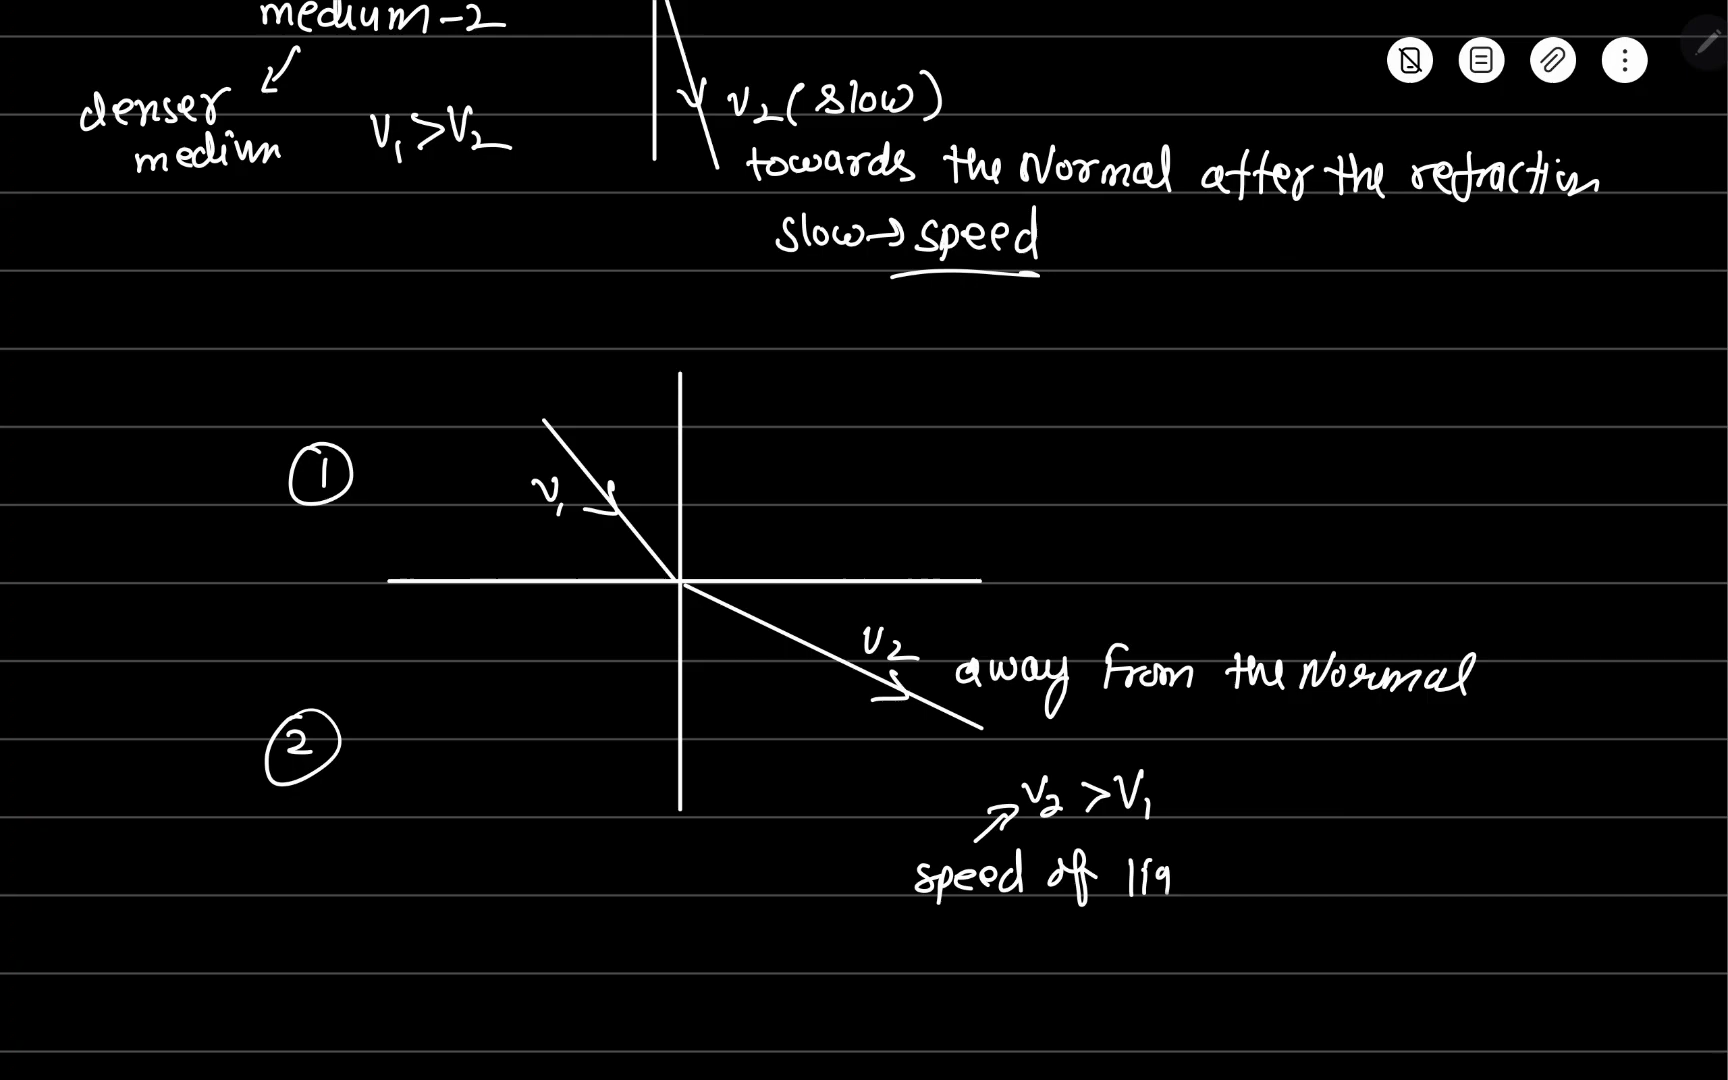 medium-2
denser medium
V₁ > V₂
v₂ (slow)
towards the Normal after the refraction
slow → speed
1
v₁
v₂
away from the Normal
2
v₂ > V₁
speed of lig